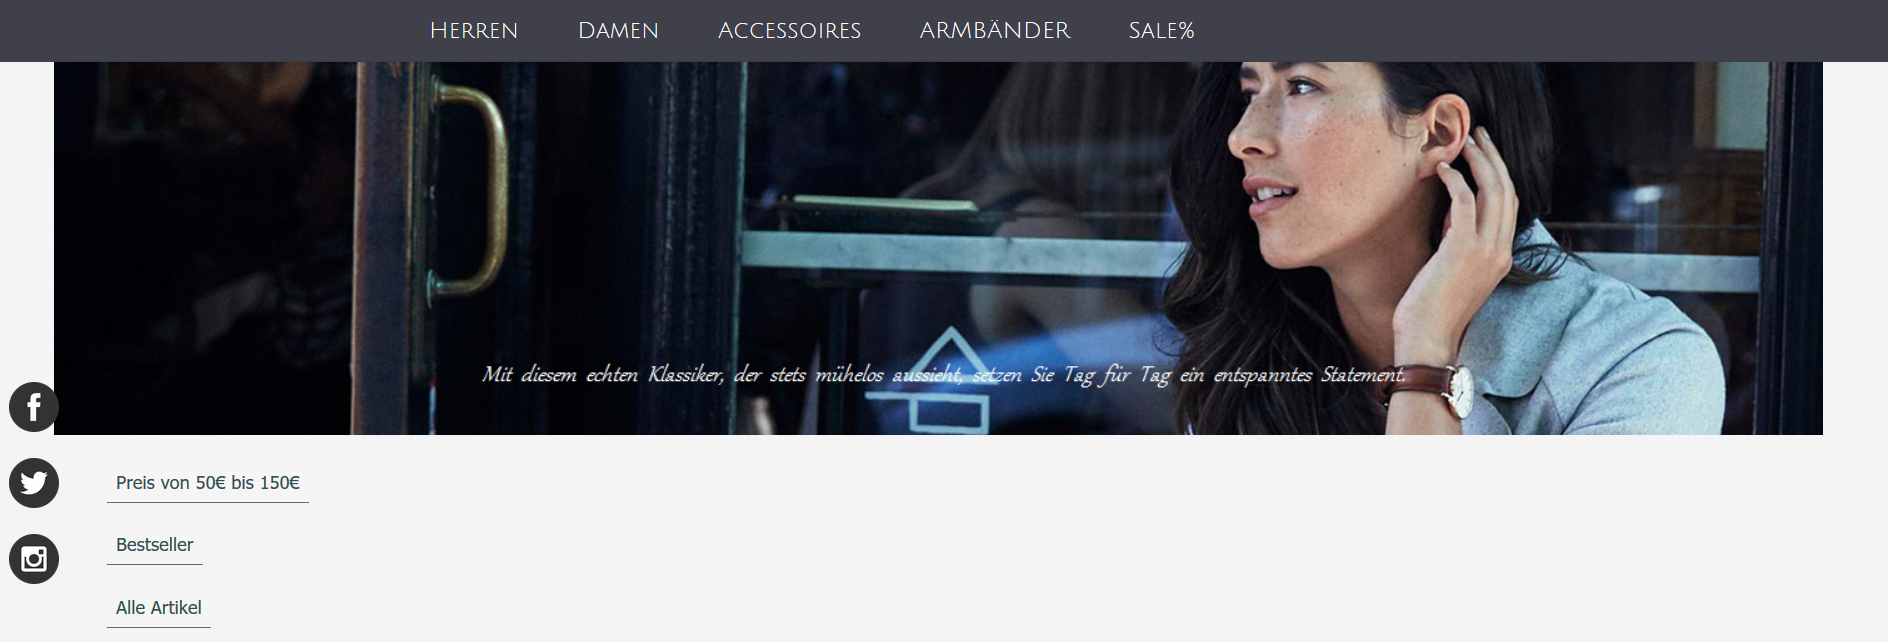 Herren Damen Accessoires ARMBÄNDER Sale%
Mit diesem echten Klassiker, der stets mühelos aussieht, setzen Sie Tag für Tag ein entspanntes Statement.
Preis von 50€ bis 150€
Bestseller
Alle Artikel